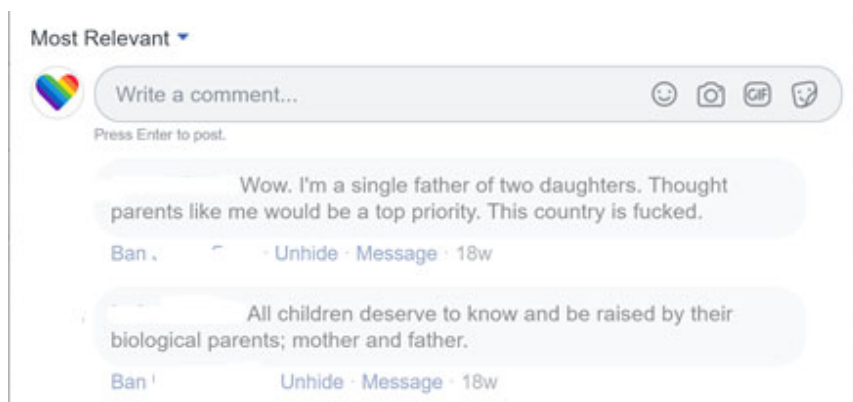 Most Relevant
Write a comment...
GIF
Press Enter to post.
Wow. I'm a single father of two daughters. Thought
parents like me would be a top priority. This country is fucked.
Ban · Unhide · Message · 18w
All children deserve to know and be raised by their
biological parents; mother and father.
Ban Unhide · Message · 18w